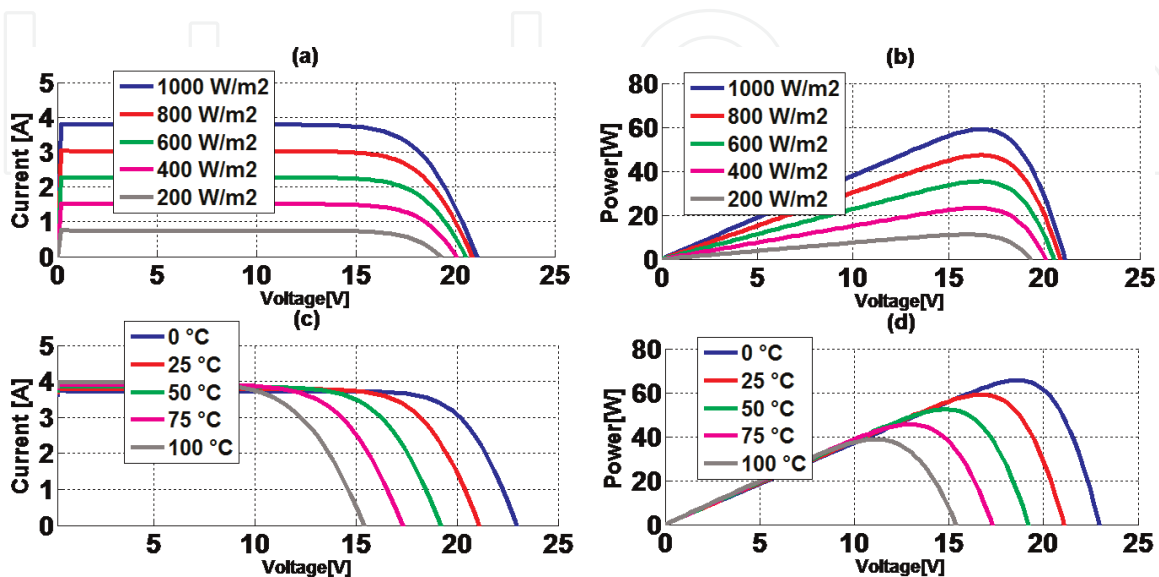 (a)
Current [A]
5
4
3
2
1
0
1000 W/m2
800 W/m2
600 W/m2
400 W/m2
200 W/m2
0 5 10 15 20 25
Voltage[V]
(b)
Power[W]
80
60
40
20
0
1000 W/m2
800 W/m2
600 W/m2
400 W/m2
200 W/m2
0 5 10 15 20 25
Voltage[V]
(c)
Current [A]
5
4
3
2
1
0
0 °C
25 °C
50 °C
75 °C
100 °C
5 10 15 20 25
Voltage[V]
(d)
Power[W]
80
60
40
20
0
0 °C
25 °C
50 °C
75 °C
100 °C
0 5 10 15 20 25
Voltage[V]